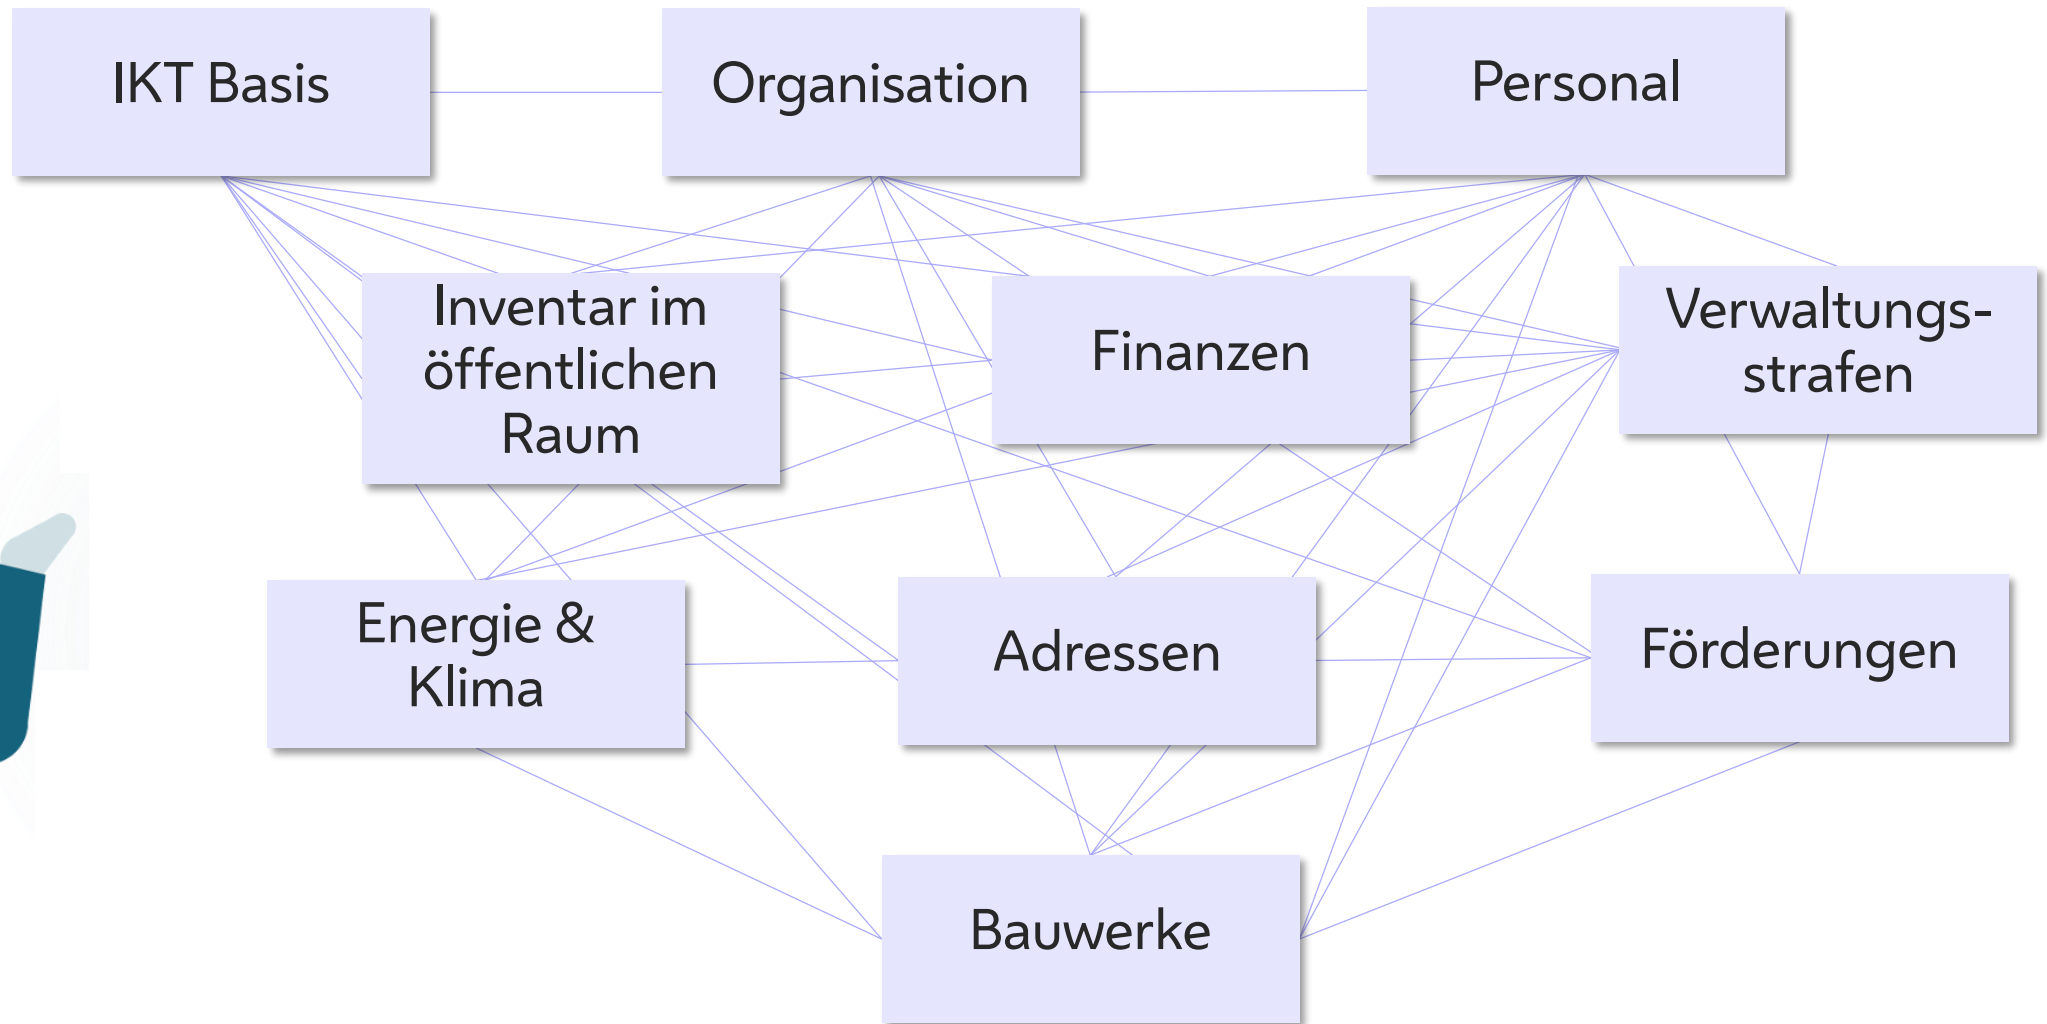 IKT Basis
Organisation
Personal
Inventar im
öffentlichen
Raum
Finanzen
Verwaltungs-
strafen
Energie &
Klima
Adressen
Förderungen
Bauwerke